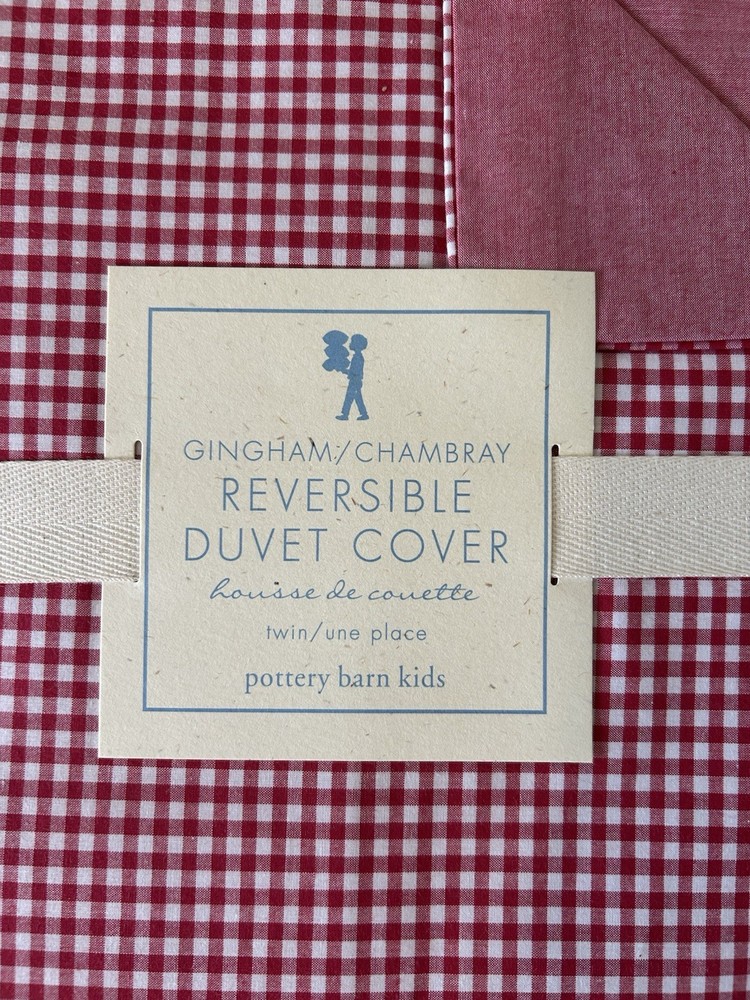 GINGHAM/CHAMBRAY
REVERSIBLE
DUVET COVER
housse de couette
twin/une place
pottery barn kids